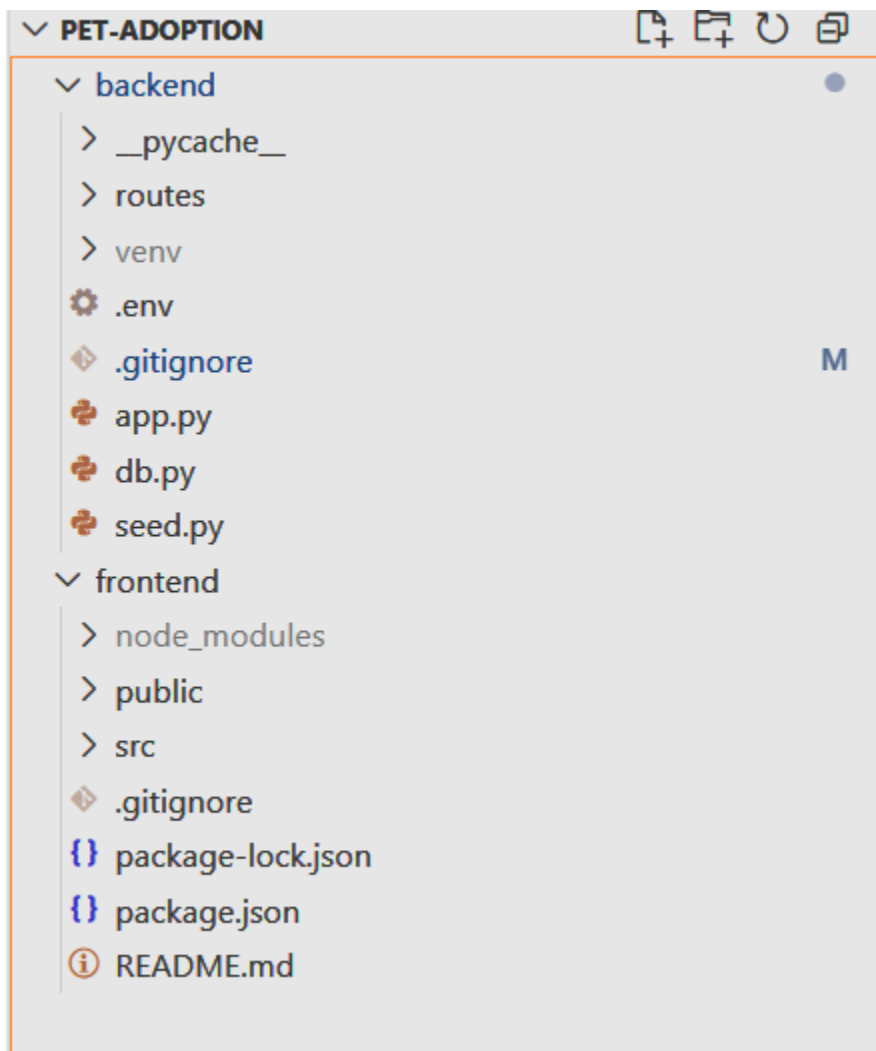 PET-ADOPTION
backend
__pycache__
routes
venv
.env
.gitignore M
app.py
db.py
seed.py
frontend
node_modules
public
src
.gitignore
{} package-lock.json
{} package.json
README.md